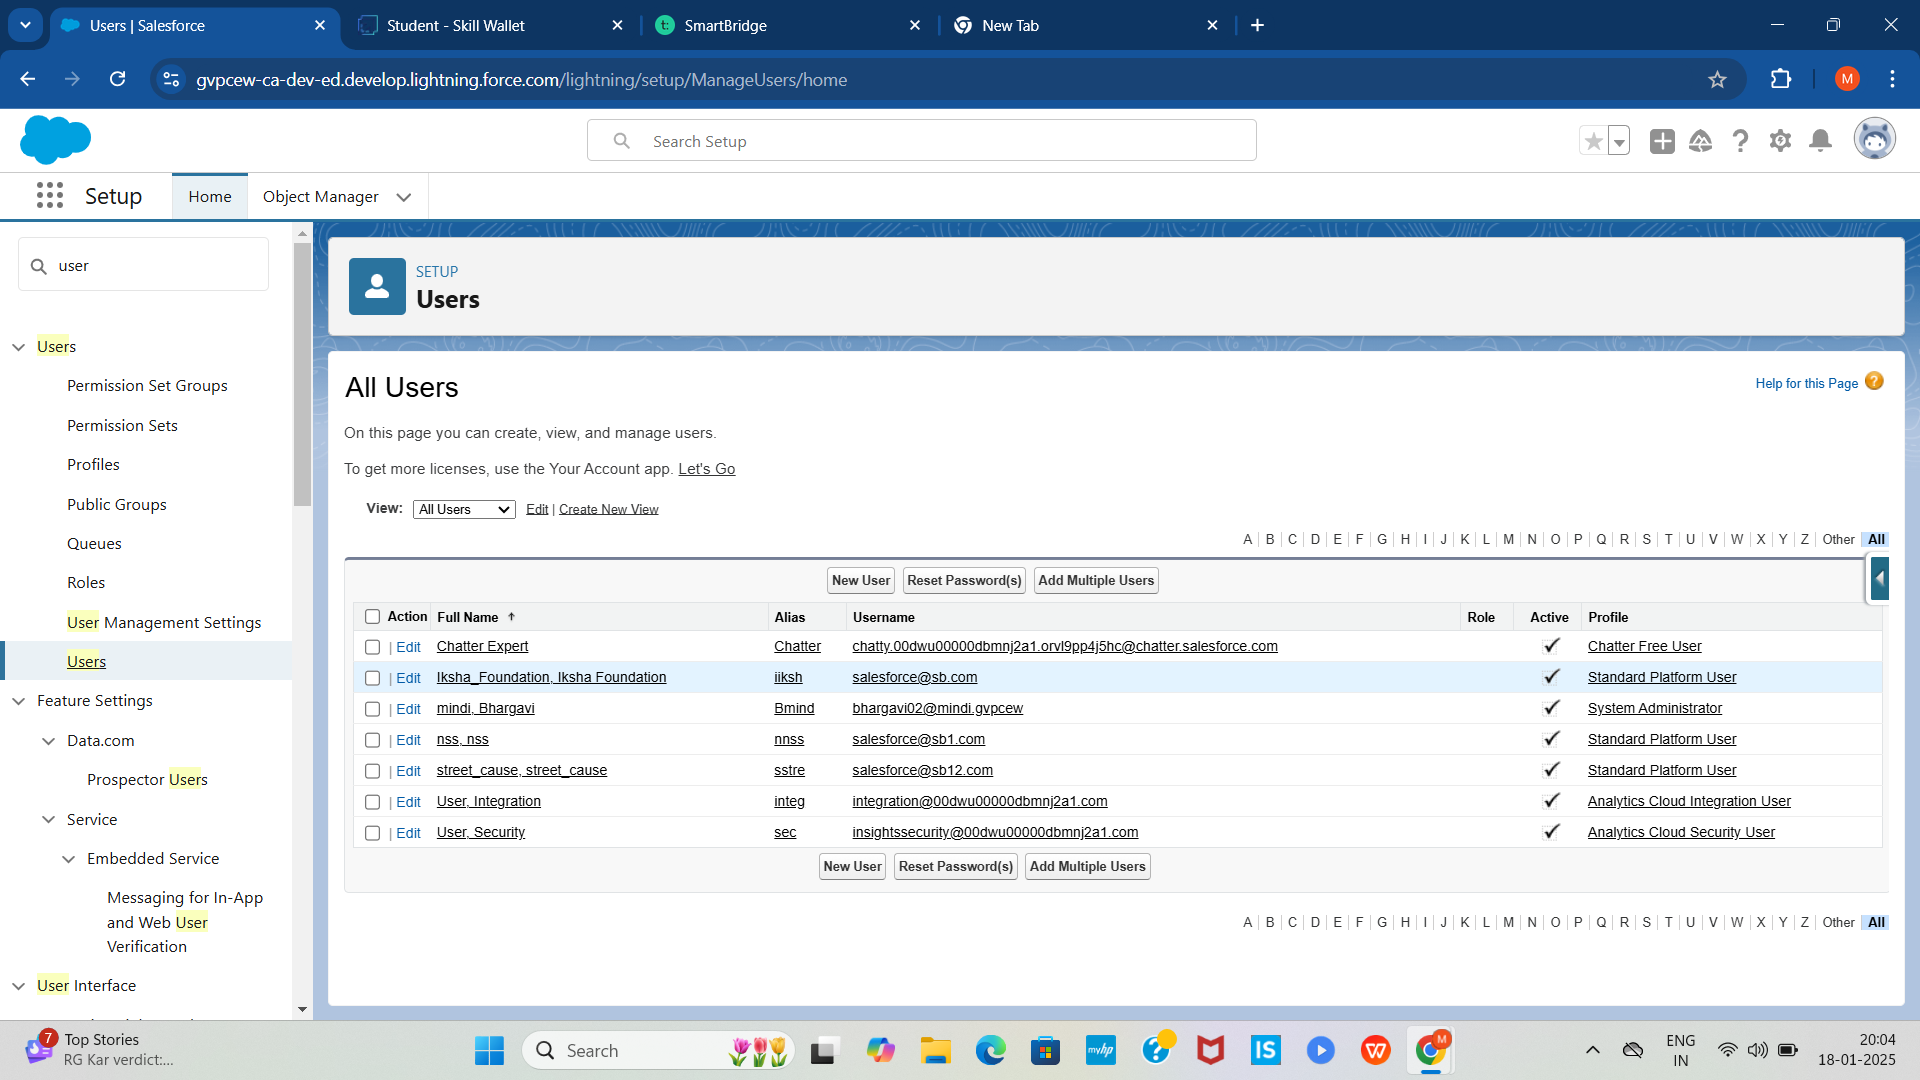 Users | Salesforce
Student - Skill Wallet
SmartBridge
New Tab
gvpcew-ca-dev-ed.develop.lightning.force.com/lightning/setup/ManageUsers/home
M
Search Setup
Setup
Home
Object Manager
user
Users
Permission Set Groups
Permission Sets
Profiles
Public Groups
Queues
Roles
User Management Settings
Users
Feature Settings
Data.com
Prospector Users
Service
Embedded Service
Messaging for In-App
and Web User
Verification
User Interface
SETUP
Users
All Users
Help for this Page ?
On this page you can create, view, and manage users.
To get more licenses, use the Your Account app. Let's Go
View: All Users Edit | Create New View
A | B | C | D | E | F | G | H | I | J | K | L | M | N | O | P | Q | R | S | T | U | V | W | X | Y | Z | Other All
New User Reset Password(s) Add Multiple Users
Action Full Name ↑ Alias Username Role Active Profile
| Edit Chatter Expert Chatter chatty.00dwu00000dbmnj2a1.orvl9pp4j5hc@chatter.salesforce.com Chatter Free User
| Edit Iksha_Foundation, Iksha Foundation iiksh salesforce@sb.com Standard Platform User
| Edit mindi, Bhargavi Bmind bhargavi02@mindi.gvpcew System Administrator
| Edit nss, nss nnss salesforce@sb1.com Standard Platform User
| Edit street_cause, street_cause sstre salesforce@sb12.com Standard Platform User
| Edit User, Integration integ integration@00dwu00000dbmnj2a1.com Analytics Cloud Integration User
| Edit User, Security sec insightssecurity@00dwu00000dbmnj2a1.com Analytics Cloud Security User
New User Reset Password(s) Add Multiple Users
A | B | C | D | E | F | G | H | I | J | K | L | M | N | O | P | Q | R | S | T | U | V | W | X | Y | Z | Other All
7
Top Stories
RG Kar verdict:...
Search
myhp
IS
M
ENG
IN
20:04
18-01-2025